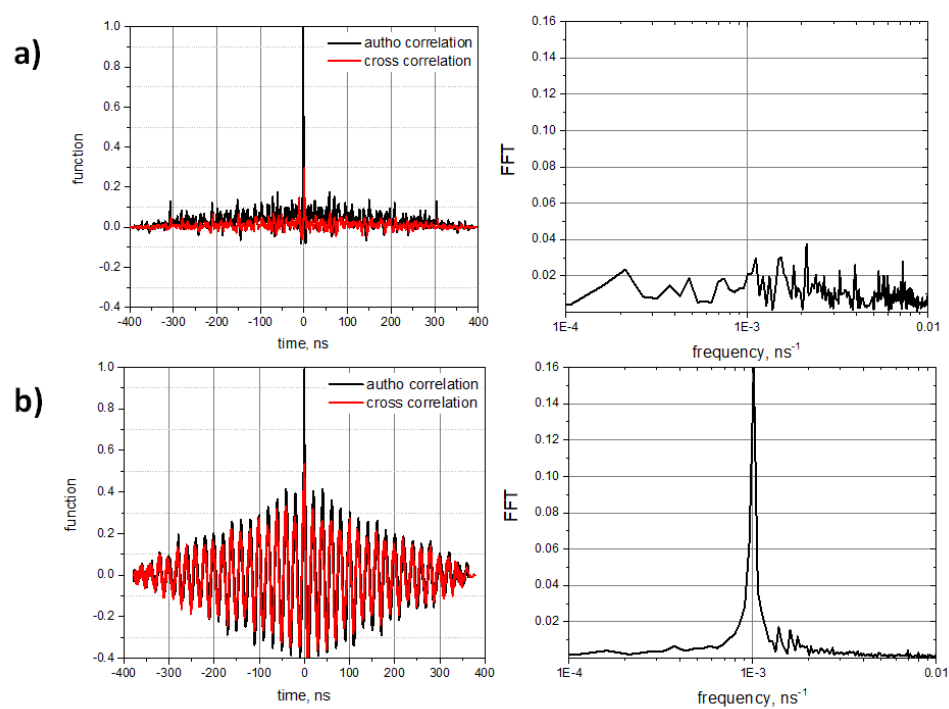 a)
1.0
0.8
0.6
0.4
0.2
0.0
-0.2
-0.4
function
autho correlation
cross correlation
-400 -300 -200 -100 0 100 200 300 400
time, ns
0.16
0.14
0.12
0.10
0.08
0.06
0.04
0.02
FFT
1E-4 1E-3 0.01
frequency, ns-1
b)
1.0
0.8
0.6
0.4
0.2
0.0
-0.2
-0.4
function
autho correlation
cross correlation
-400 -300 -200 -100 0 100 200 300 400
time, ns
0.16
0.14
0.12
0.10
0.08
0.06
0.04
0.02
FFT
1E-4 1E-3 0.01
frequency, ns-1